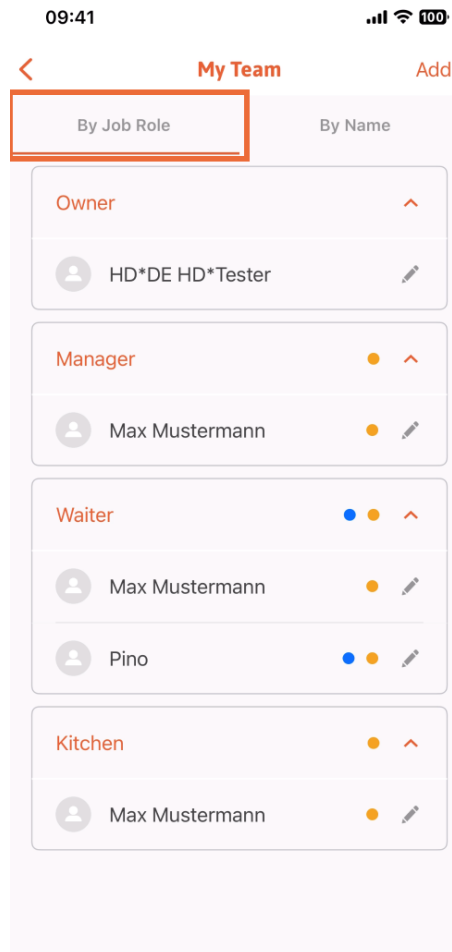 09:41 100
My Team Add
By Job Role By Name
Owner
HD*DE HD*Tester
Manager
Max Mustermann
Waiter
Max Mustermann
Pino
Kitchen
Max Mustermann